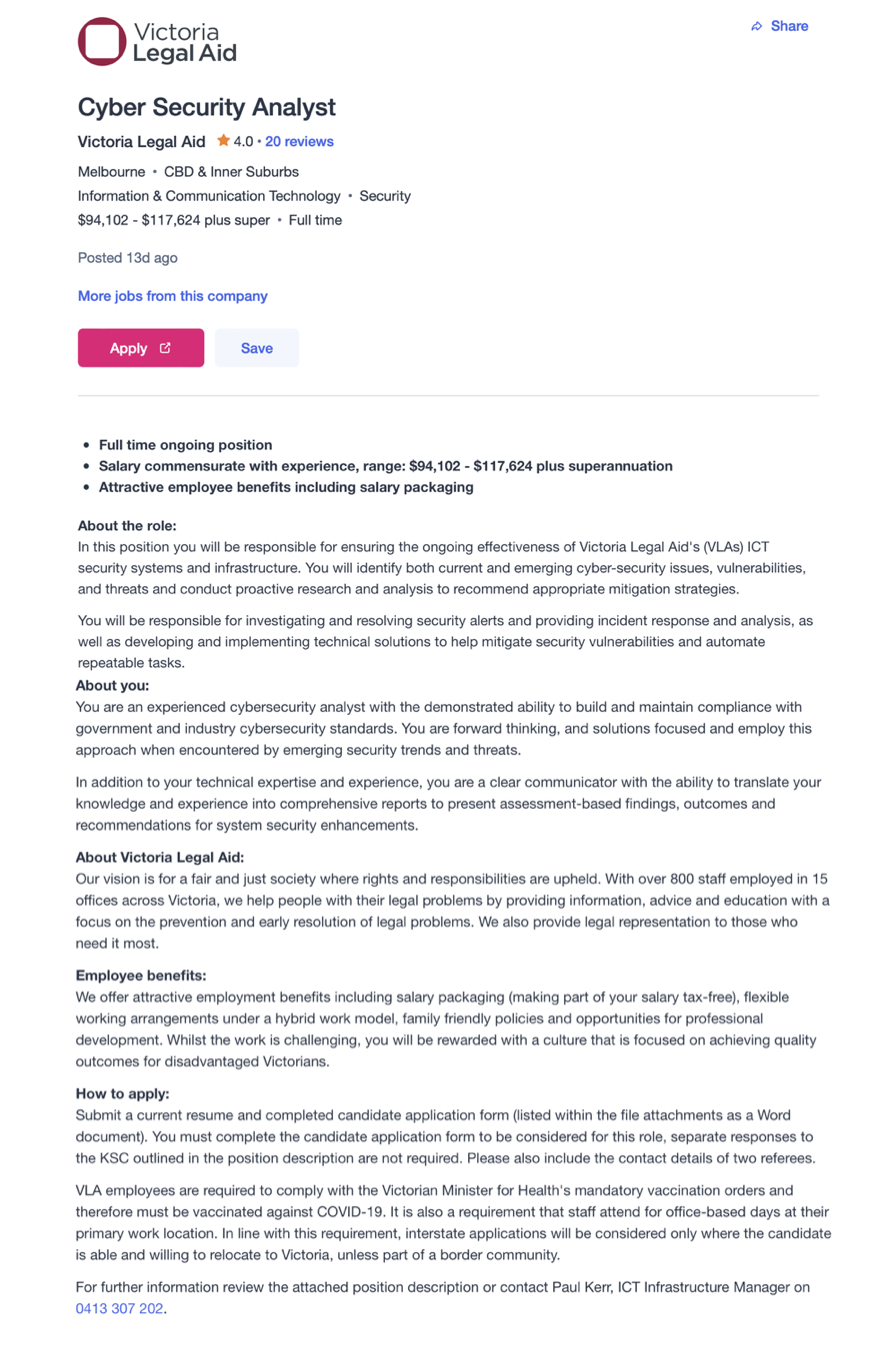 Victoria
Legal Aid
Share
Cyber Security Analyst
Victoria Legal Aid 4.0 • 20 reviews
Melbourne • CBD & Inner Suburbs
Information & Communication Technology • Security
$94,102 - $117,624 plus super • Full time
Posted 13d ago
More jobs from this company
Apply
Save
• Full time ongoing position
• Salary commensurate with experience, range: $94,102 - $117,624 plus superannuation
• Attractive employee benefits including salary packaging
About the role:
In this position you will be responsible for ensuring the ongoing effectiveness of Victoria Legal Aid's (VLAs) ICT
security systems and infrastructure. You will identify both current and emerging cyber-security issues, vulnerabilities,
and threats and conduct proactive research and analysis to recommend appropriate mitigation strategies.
You will be responsible for investigating and resolving security alerts and providing incident response and analysis, as
well as developing and implementing technical solutions to help mitigate security vulnerabilities and automate
repeatable tasks.
About you:
You are an experienced cybersecurity analyst with the demonstrated ability to build and maintain compliance with
government and industry cybersecurity standards. You are forward thinking, and solutions focused and employ this
approach when encountered by emerging security trends and threats.
In addition to your technical expertise and experience, you are a clear communicator with the ability to translate your
knowledge and experience into comprehensive reports to present assessment-based findings, outcomes and
recommendations for system security enhancements.
About Victoria Legal Aid:
Our vision is for a fair and just society where rights and responsibilities are upheld. With over 800 staff employed in 15
offices across Victoria, we help people with their legal problems by providing information, advice and education with a
focus on the prevention and early resolution of legal problems. We also provide legal representation to those who
need it most.
Employee benefits:
We offer attractive employment benefits including salary packaging (making part of your salary tax-free), flexible
working arrangements under a hybrid work model, family friendly policies and opportunities for professional
development. Whilst the work is challenging, you will be rewarded with a culture that is focused on achieving quality
outcomes for disadvantaged Victorians.
How to apply:
Submit a current resume and completed candidate application form (listed within the file attachments as a Word
document). You must complete the candidate application form to be considered for this role, separate responses to
the KSC outlined in the position description are not required. Please also include the contact details of two referees.
VLA employees are required to comply with the Victorian Minister for Health's mandatory vaccination orders and
therefore must be vaccinated against COVID-19. It is also a requirement that staff attend for office-based days at their
primary work location. In line with this requirement, interstate applications will be considered only where the candidate
is able and willing to relocate to Victoria, unless part of a border community.
For further information review the attached position description or contact Paul Kerr, ICT Infrastructure Manager on
0413 307 202.